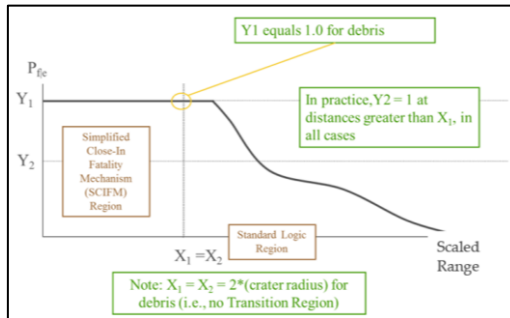 Y1 equals 1.0 for debris
Pfe
Y1
In practice,Y2 = 1 at
distances greater than X1, in
all cases
Simplified
Close-In
Fatality
Mechanism
(SCIFM)
Region
Y2
Standard Logic
Region
X1 =X2
Scaled
Range
Note: X1 = X2 = 2*(crater radius) for
debris (i.e., no Transition Region)